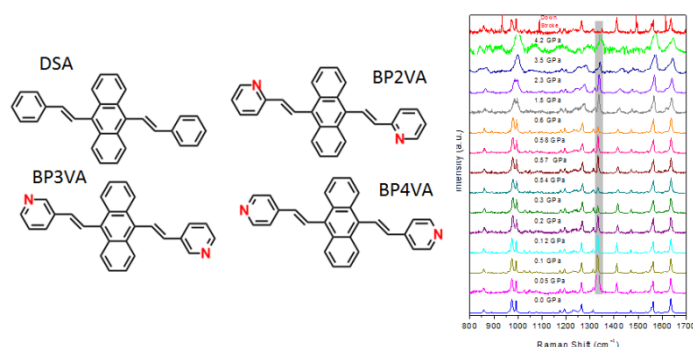 DSA
N
BP2VA
N
BP3VA
N
N
BP4VA
N
N
Down
Stroke
4.2 GPa
3.5 GPa
2.3 GPa
1.5 GPa
0.6 GPa
0.58 GPa
0.57 GPa
0.54 GPa
0.3 GPa
0.2 GPa
0.12 GPa
0.1 GPa
0.05 GPa
0.0 GPa
Intensity (a.u.)
800 900 1000 1100 1200 1300 1400 1500 1600 1700
Raman Shift (cm⁻¹)